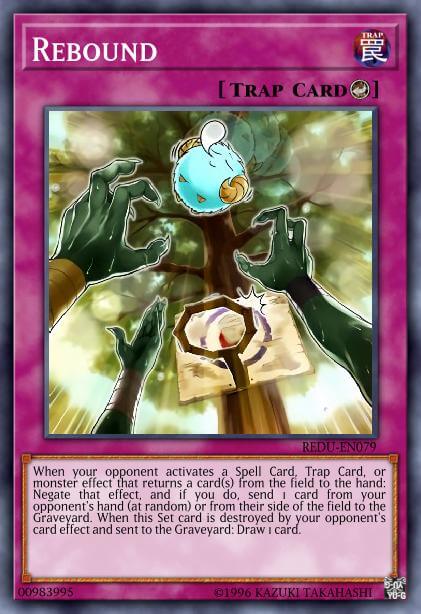 REBOUND
TRAP
罠
[TRAP CARD]
REDU-EN079
When your opponent activates a Spell Card, Trap Card, or
monster effect that returns a card(s) from the field to the hand:
Negate that effect, and if you do, send 1 card from your
opponent's hand (at random) or from their side of the field to the
Graveyard. When this Set card is destroyed by your opponent's
card effect and sent to the Graveyard: Draw 1 card.
00983995
©1996 KAZUKI TAKAHASHI